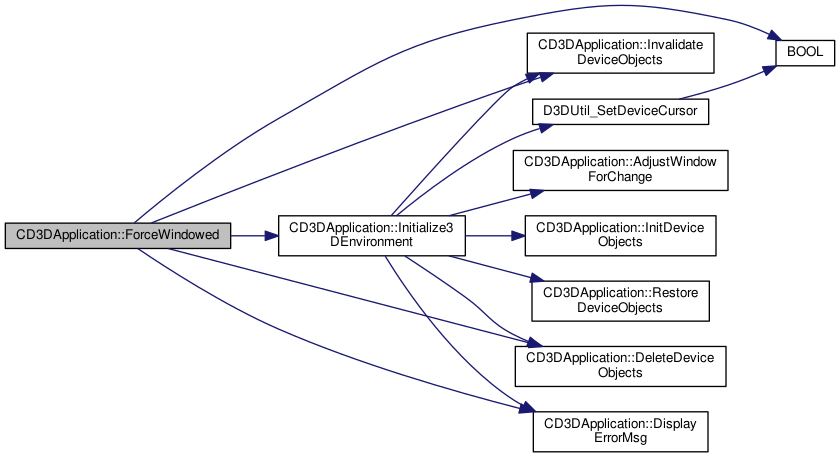 CD3DApplication::ForceWindowed
CD3DApplication::Initialize3
DEnvironment
CD3DApplication::Invalidate
DeviceObjects
BOOL
D3DUtil_SetDeviceCursor
CD3DApplication::AdjustWindow
ForChange
CD3DApplication::InitDevice
Objects
CD3DApplication::Restore
DeviceObjects
CD3DApplication::DeleteDevice
Objects
CD3DApplication::Display
ErrorMsg